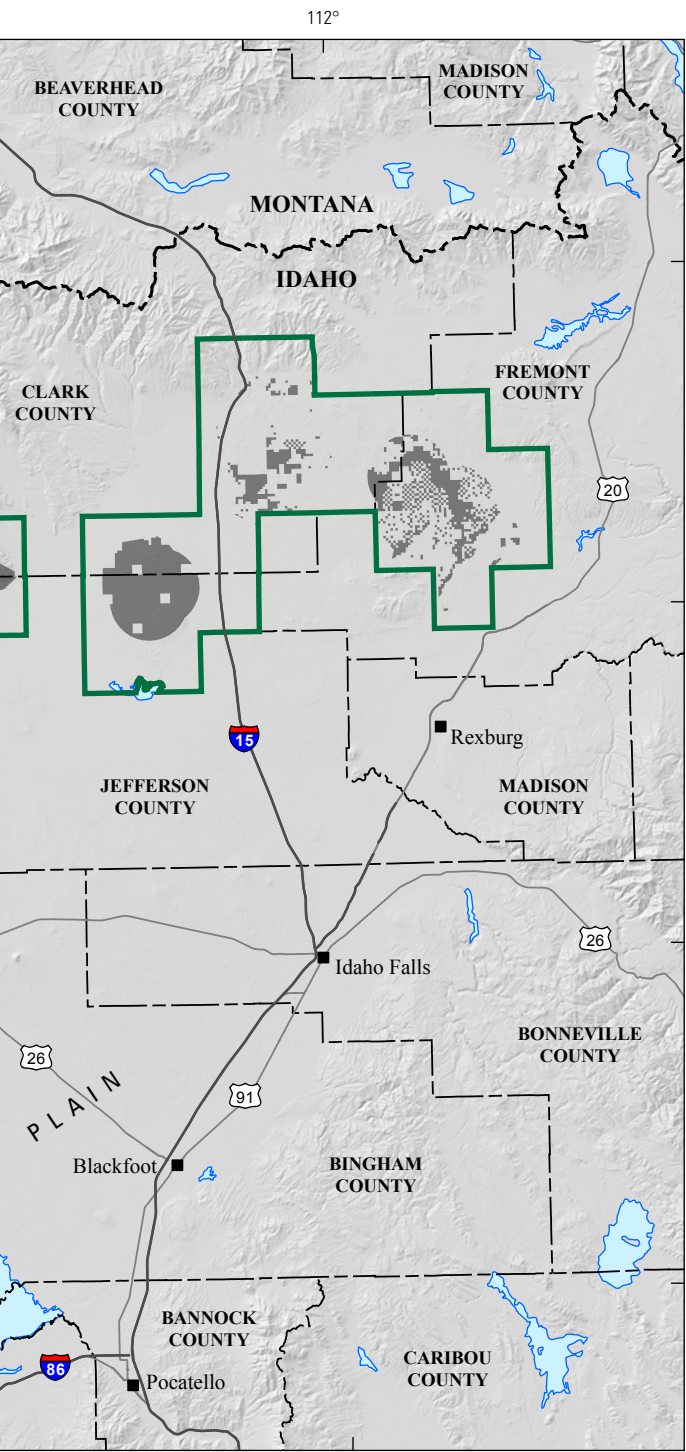 112°
BEAVERHEAD
COUNTY
MADISON
COUNTY
MONTANA
IDAHO
CLARK
COUNTY
FREMONT
COUNTY
20
15
Rexburg
JEFFERSON
COUNTY
MADISON
COUNTY
26
Idaho Falls
BONNEVILLE
COUNTY
26
91
PLAIN
Blackfoot
BINGHAM
COUNTY
BANNOCK
COUNTY
CARIBOU
COUNTY
86
Pocatello